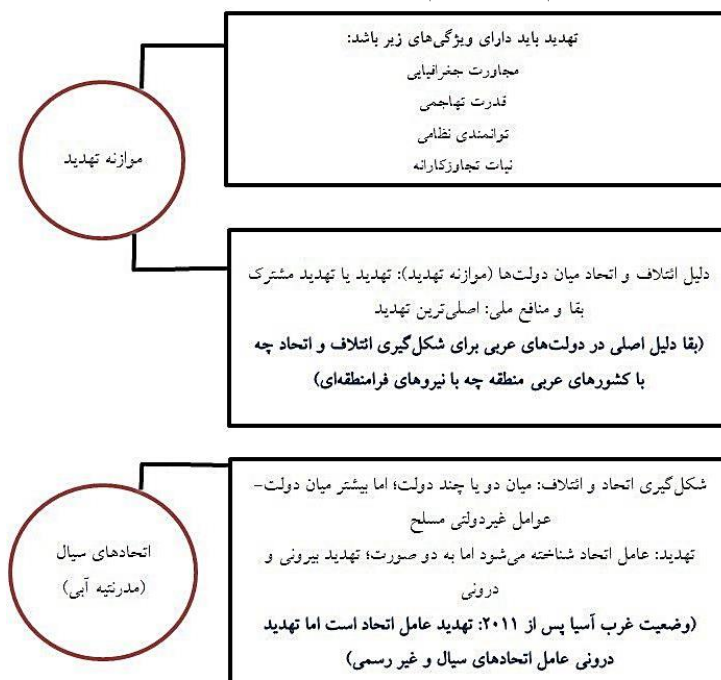 تهدید باید دارای ویژگی‌های زیر باشد:
مجاورت جغرافیایی
قدرت تهاجمی
توانمندی نظامی
نیات تجاوزکارانه
موازنه تهدید
دلیل ائتلاف و اتحاد میان دولت‌ها (موازنه تهدید): تهدید یا تهدید مشترک
بقا و منافع ملی: اصلی‌ترین تهدید
(بقا دلیل اصلی در دولت‌های عربی برای شکل‌گیری ائتلاف و اتحاد چه
با کشورهای عربی منطقه چه با نیروهای فرامنطقه‌ای)
شکل‌گیری اتحاد و ائتلاف: میان دو یا چند دولت؛ اما بیشتر میان دولت-
عوامل غیردولتی مسلح
تهدید: عامل اتحاد شناخته می‌شود اما به دو صورت؛ تهدید بیرونی و
درونی
(وضعیت غرب آسیا پس از ۲۰۱۱: تهدید عامل اتحاد است اما تهدید
درونی عامل اتحادهای سیال و غیر رسمی)
اتحادهای سیال
(مدرنتیه آبی)